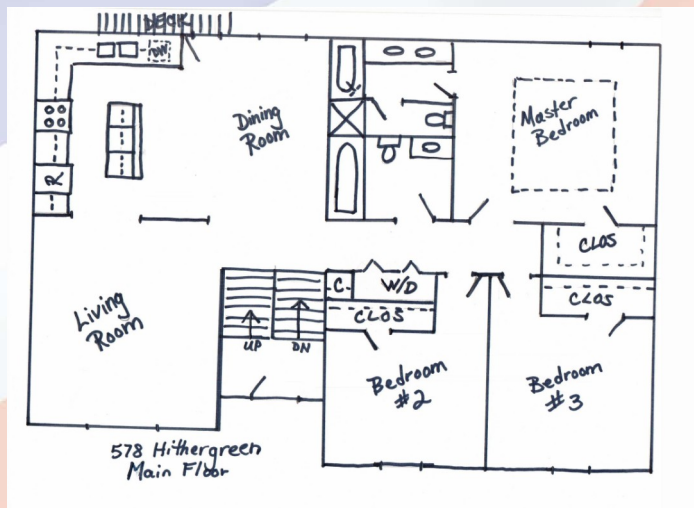 DECK
DW
R
Dining
Room
Master
Bedroom
CLOS
CLOS
C
W/D
CLOS
Living
Room
UP
DN
Bedroom
#2
Bedroom
#3
578 Hithergreen
Main Floor